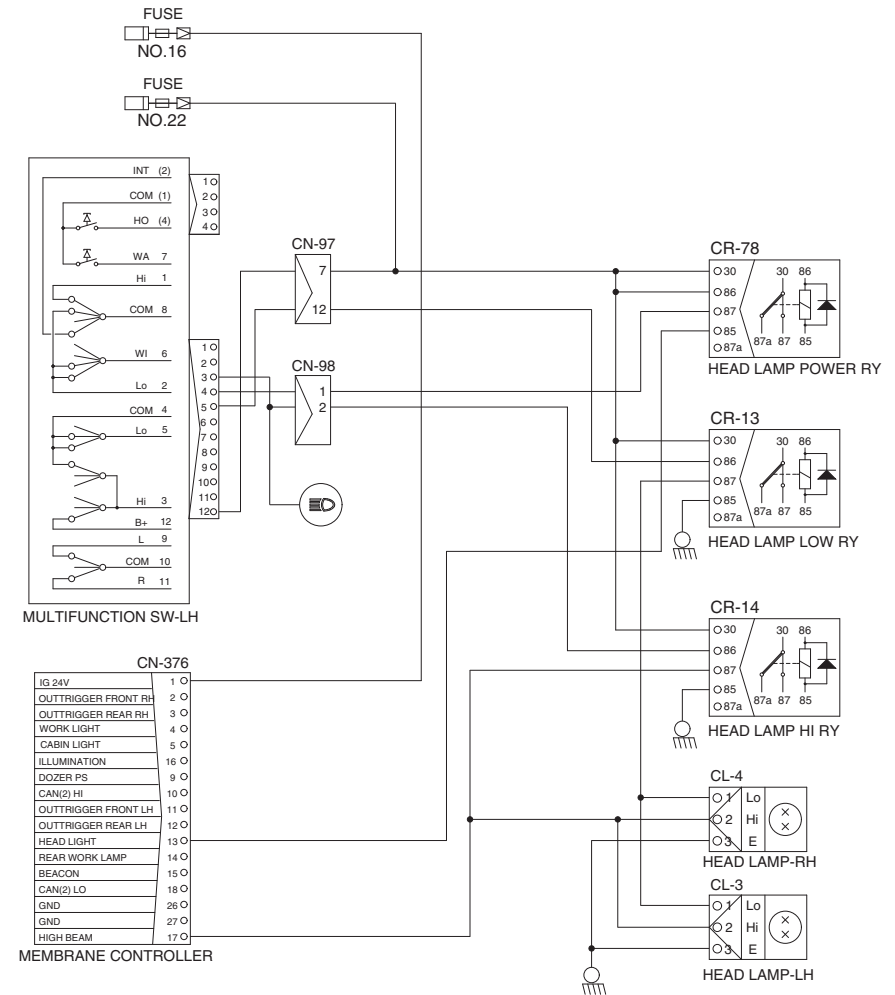 FUSE
NO.16
FUSE
NO.22
INT (2)
COM (1)
HO (4)
WA 7
Hi 1
COM 8
WI 6
Lo 2
COM 4
Lo 5
Hi 3
B+ 12
L 9
COM 10
R 11
1
2
3
4
1
2
3
4
5
6
7
8
9
10
11
12
MULTIFUNCTION SW-LH
CN-97
7
12
CN-98
1
2
CR-78
30
86
87
85
87a
30 86
87a 87 85
HEAD LAMP POWER RY
CR-13
30
86
87
85
87a
30 86
87a 87 85
HEAD LAMP LOW RY
CR-14
30
86
87
85
87a
30 86
87a 87 85
HEAD LAMP HI RY
CN-376
IG 24V 1
OUTTRIGGER FRONT RH 2
OUTTRIGGER REAR RH 3
WORK LIGHT 4
CABIN LIGHT 5
ILLUMINATION 16
DOZER PS 9
CAN(2) HI 10
OUTTRIGGER FRONT LH 11
OUTTRIGGER REAR LH 12
HEAD LIGHT 13
REAR WORK LAMP 14
BEACON 15
CAN(2) LO 18
GND 26
GND 27
HIGH BEAM 17
MEMBRANE CONTROLLER
CL-4
1 Lo
2 Hi
3 E
HEAD LAMP-RH
CL-3
1 Lo
2 Hi
3 E
HEAD LAMP-LH